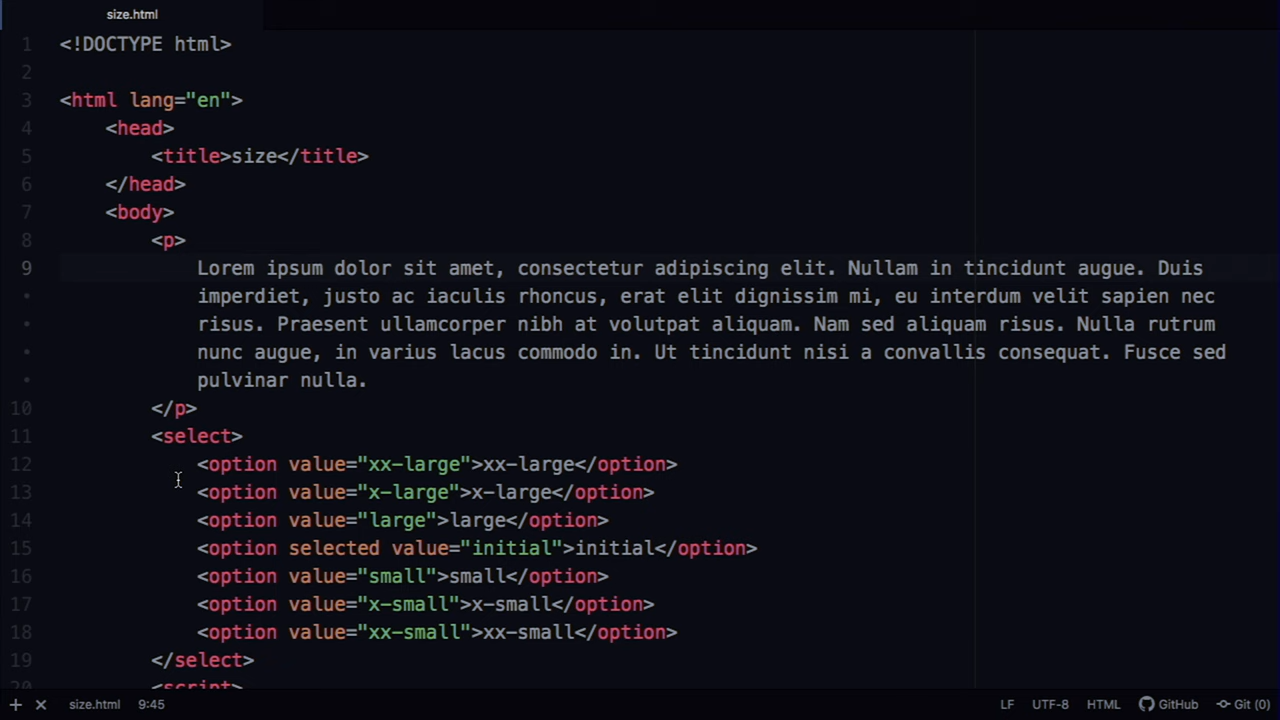 size.html
1 <!DOCTYPE html>
2
3 <html lang="en">
4 <head>
5 <title>size</title>
6 </head>
7 <body>
8 <p>
9 Lorem ipsum dolor sit amet, consectetur adipiscing elit. Nullam in tincidunt augue. Duis
• imperdiet, justo ac iaculis rhoncus, erat elit dignissim mi, eu interdum velit sapien nec
• risus. Praesent ullamcorper nibh at volutpat aliquam. Nam sed aliquam risus. Nulla rutrum
• nunc augue, in varius lacus commodo in. Ut tincidunt nisi a convallis consequat. Fusce sed
• pulvinar nulla.
10 </p>
11 <select>
12 <option value="xx-large">xx-large</option>
13 <option value="x-large">x-large</option>
14 <option value="large">large</option>
15 <option selected value="initial">initial</option>
16 <option value="small">small</option>
17 <option value="x-small">x-small</option>
18 <option value="xx-small">xx-small</option>
19 </select>
20 <script>
size.html 9:45 LF UTF-8 HTML GitHub Git (0)